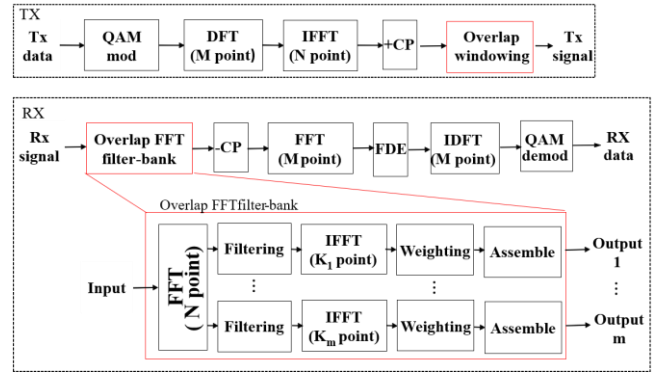 TX
Tx
data
QAM
mod
DFT
(M point)
IFFT
(N point)
+CP
Overlap
windowing
Tx
signal
RX
Rx
signal
Overlap FFT
filter-bank
-CP
FFT
(M point)
FDE
IDFT
(M point)
QAM
demod
RX
data
Overlap FFTfilter-bank
Input
FFT
( N point)
Filtering
IFFT
(K₁ point)
Weighting
Assemble
Output
1
⋮
⋮
⋮
Filtering
IFFT
(Kₘ point)
Weighting
Assemble
Output
m